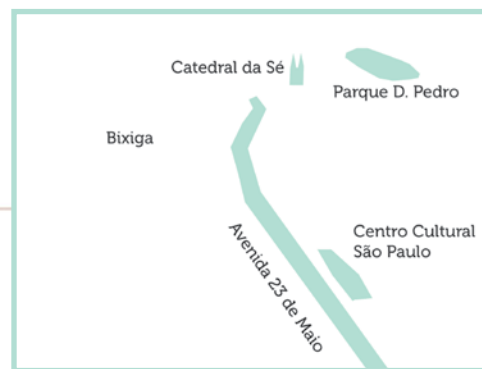 Catedral da Sé
Parque D. Pedro
Bixiga
Centro Cultural
São Paulo
Avenida 23 de Maio